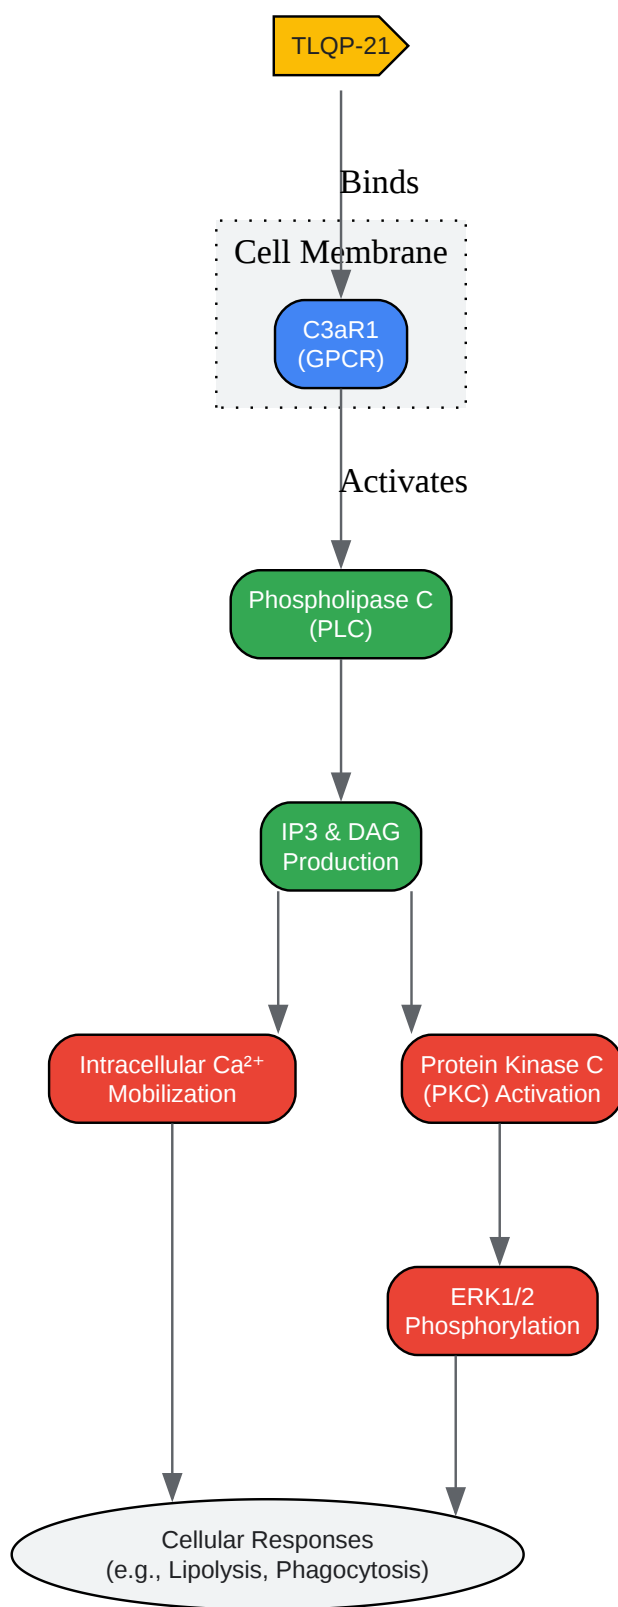 TLQP-21
Binds
Cell Membrane
C3aR1
(GPCR)
Activates
Phospholipase C
(PLC)
IP3 & DAG
Production
Intracellular Ca²⁺
Mobilization
Protein Kinase C
(PKC) Activation
ERK1/2
Phosphorylation
Cellular Responses
(e.g., Lipolysis, Phagocytosis)